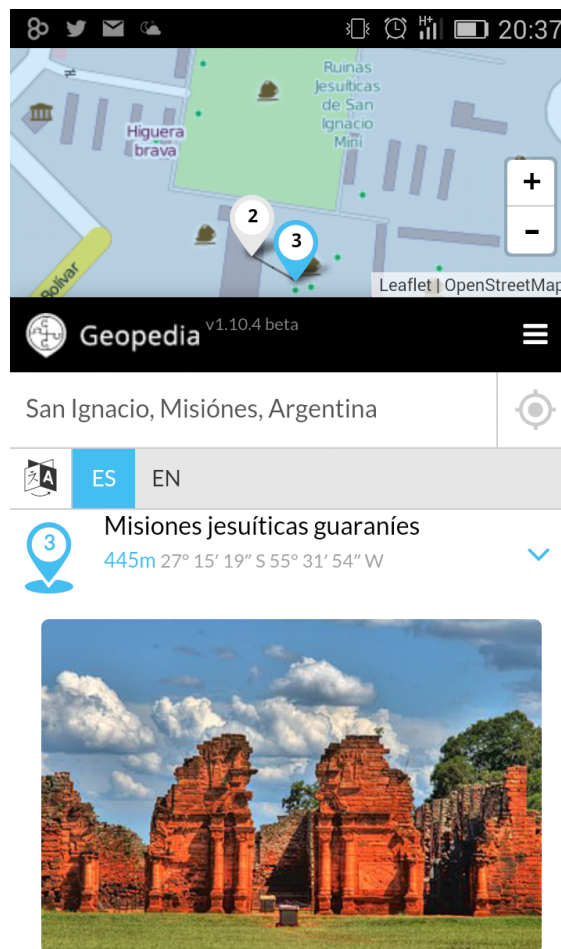 H+
20:37
Ruinas
Jesuíticas
de San
Ignacio
Miní
Higuera
brava
2
3
Bolívar
+
-
Leaflet | OpenStreetMap
Geopedia v1.10.4 beta
San Ignacio, Misiónes, Argentina
A ES EN
3
Misiones jesuíticas guaraníes
445m 27° 15′ 19″ S 55° 31′ 54″ W